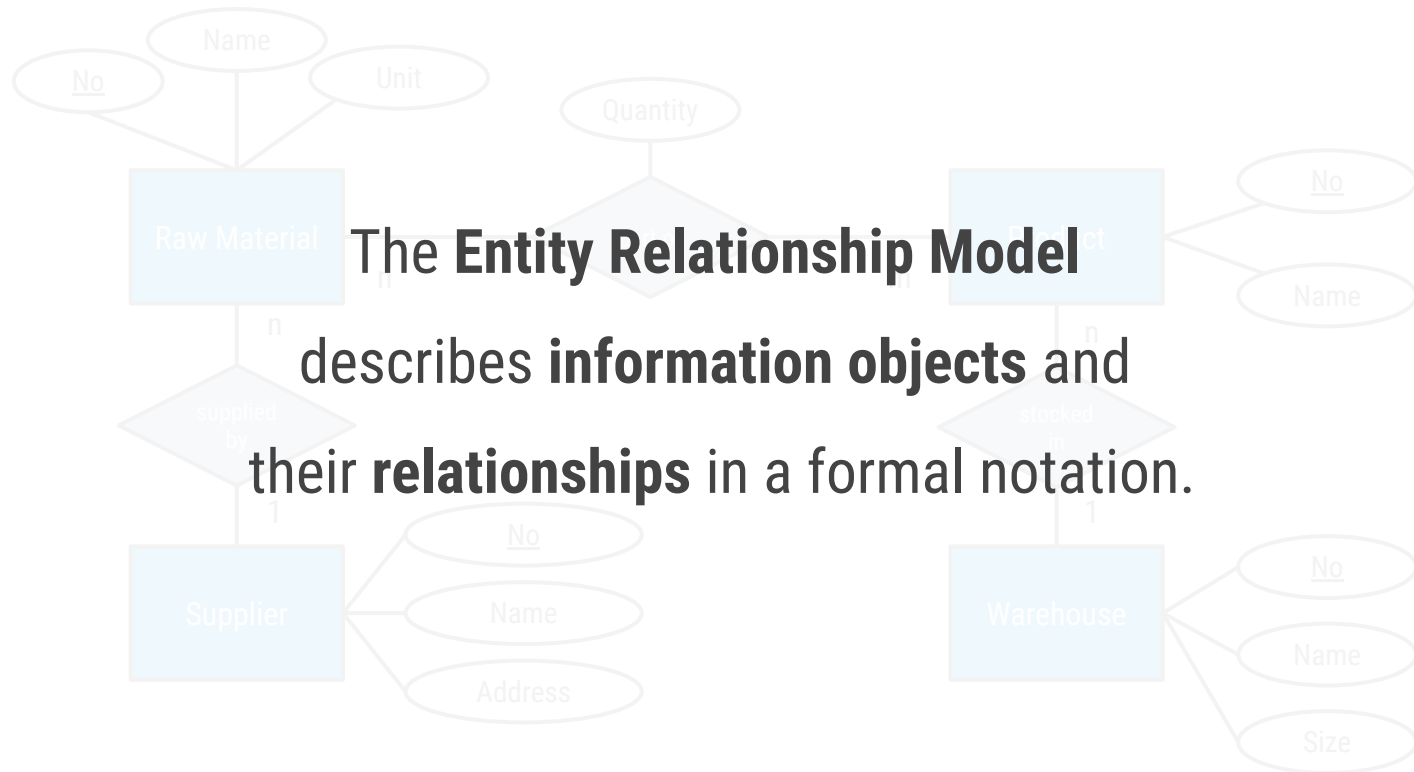 Name
No
Unit
Quantity
No
Raw Material
The Entity Relationship Model
Name
n
n
describes information objects and
supplied
by
stocked
in
their relationships in a formal notation.
1
1
No
No
Supplier
Name
Warehouse
Name
Address
Size